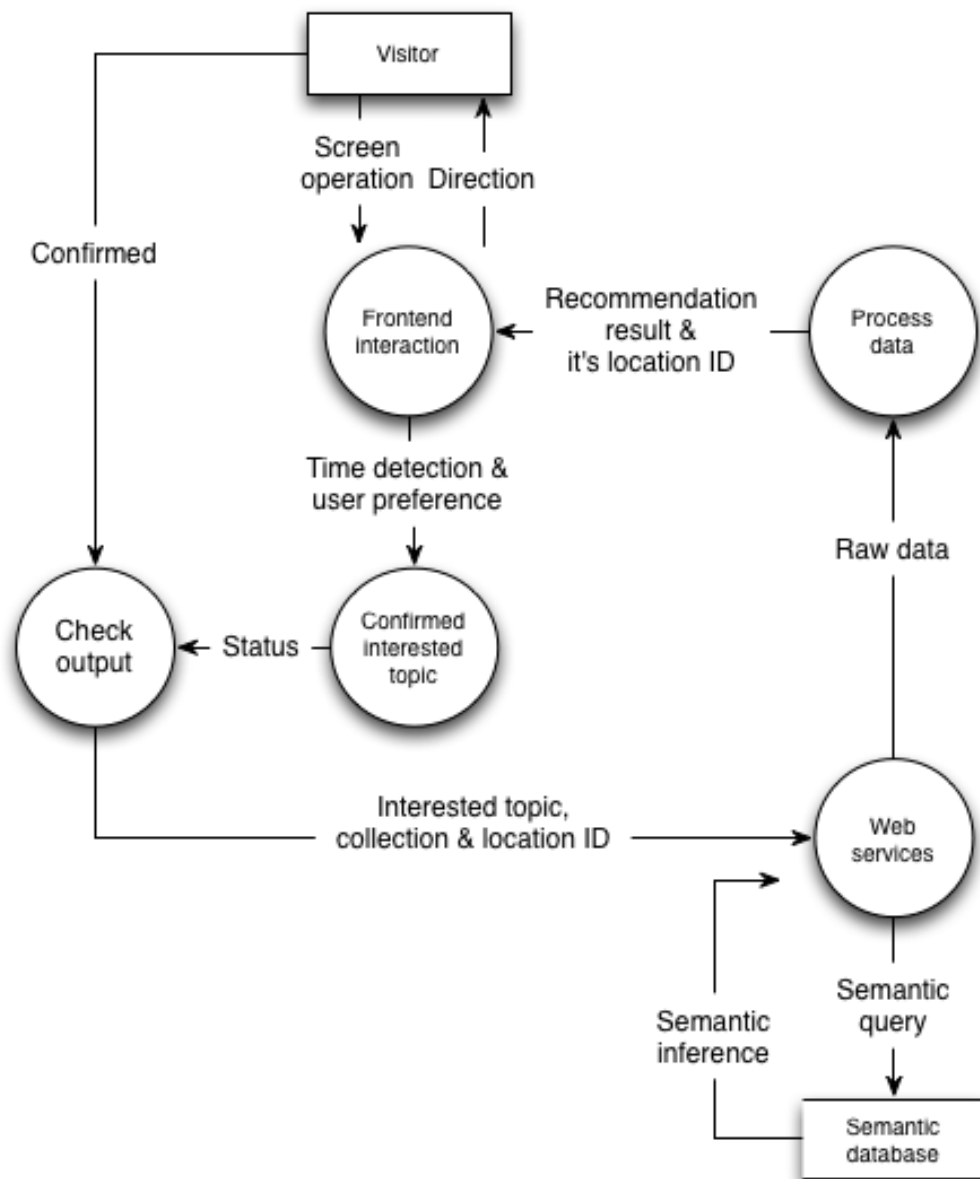 Visitor
Screen
operation
Direction
Confirmed
Frontend
interaction
Recommendation
result &
it's location ID
Process
data
Time detection &
user preference
Raw data
Check
output
Status
Confirmed
interested
topic
Interested topic,
collection & location ID
Web
services
Semantic
inference
Semantic
query
Semantic
database